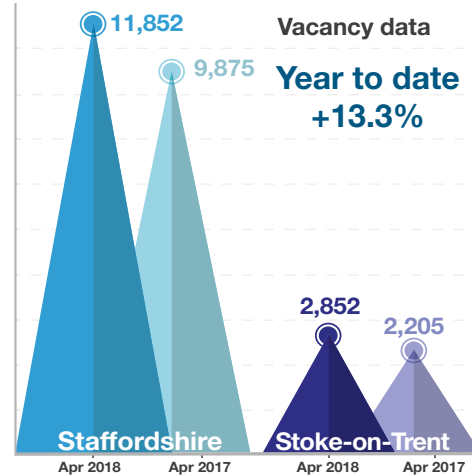 Vacancy data
Year to date
+13.3%
11,852
9,875
2,852
2,205
Staffordshire
Stoke-on-Trent
Apr 2018
Apr 2017
Apr 2018
Apr 2017